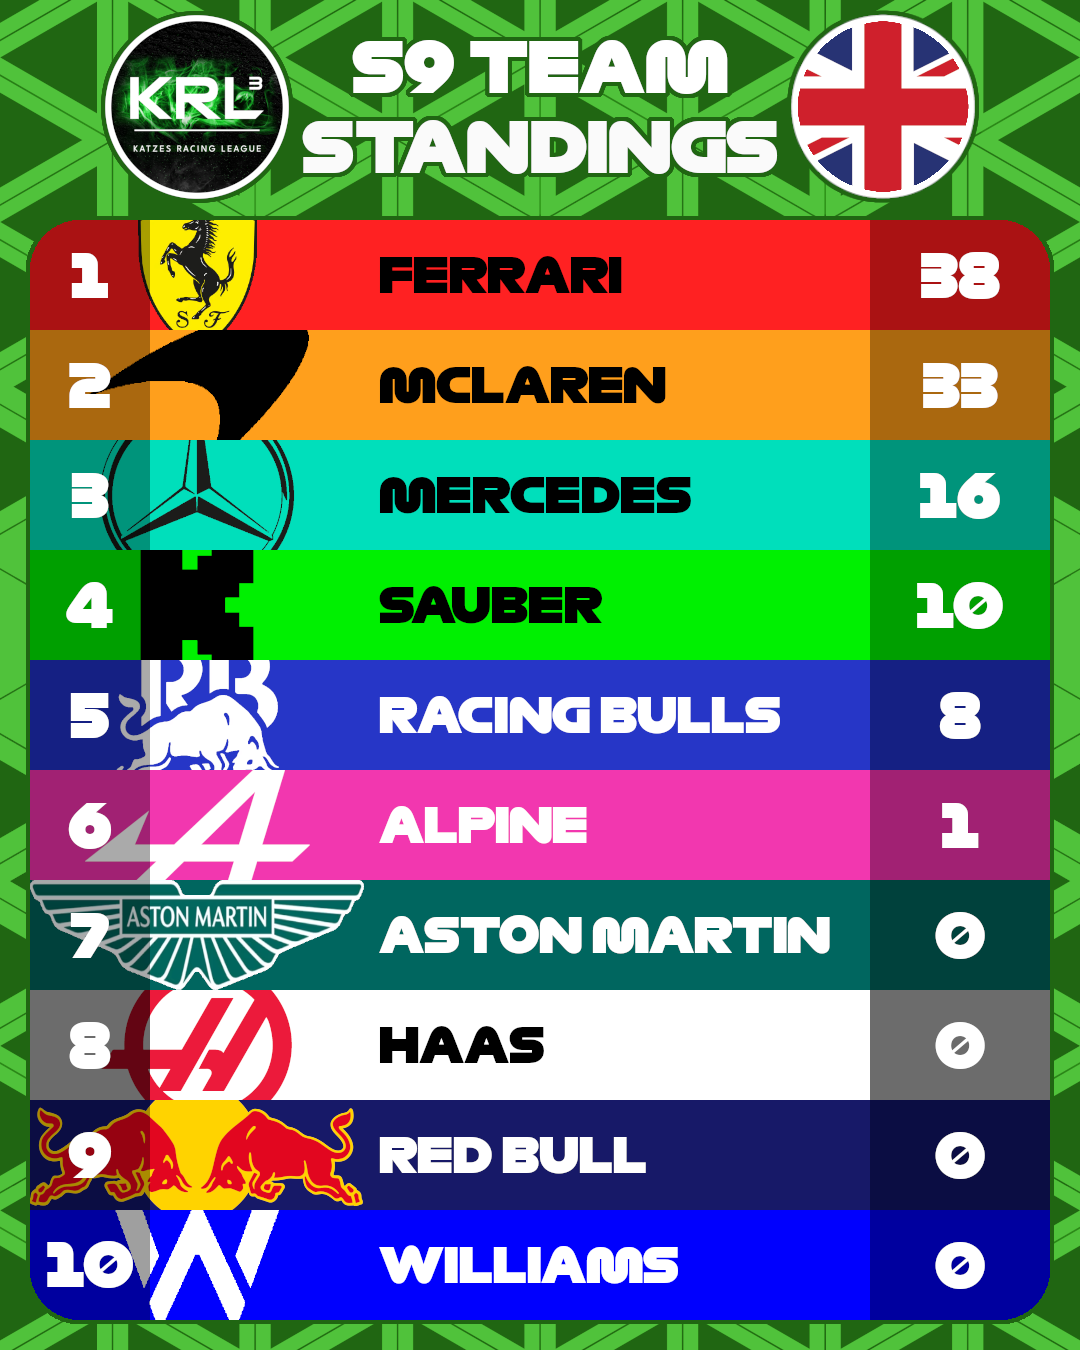 KRL3
KATZES RACING LEAGUE
S9 TEAM
STANDINGS
1 S F FERRARI 38
2 MCLAREN 33
3 MERCEDES 16
4 SAUBER 10
5 RB RACING BULLS 8
6 A ALPINE 1
7 ASTON MARTIN ASTON MARTIN 0
8 H HAAS 0
9 RED BULL 0
10 W WILLIAMS 0